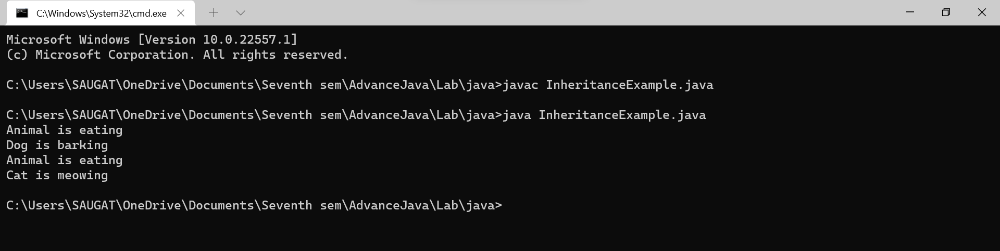 C:\Windows\System32\cmd.exe
Microsoft Windows [Version 10.0.22557.1]
(c) Microsoft Corporation. All rights reserved.
C:\Users\SAUGAT\OneDrive\Documents\Seventh sem\AdvanceJava\Lab\java>javac InheritanceExample.java
C:\Users\SAUGAT\OneDrive\Documents\Seventh sem\AdvanceJava\Lab\java>java InheritanceExample.java
Animal is eating
Dog is barking
Animal is eating
Cat is meowing
C:\Users\SAUGAT\OneDrive\Documents\Seventh sem\AdvanceJava\Lab\java>